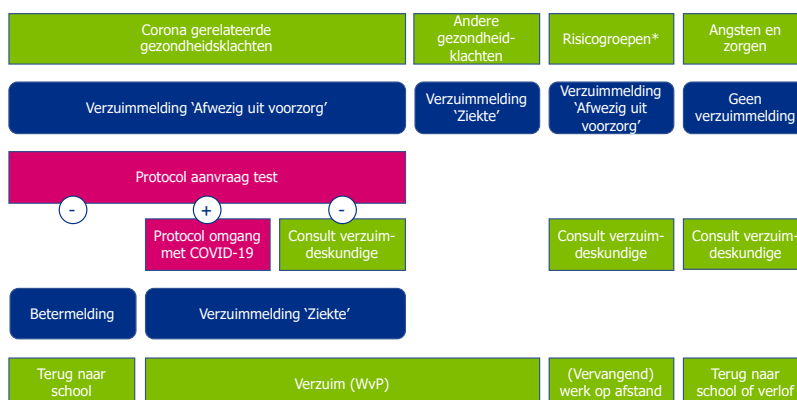 Corona gerelateerde
gezondheidsklachten
Andere
gezondheid-
klachten
Risicogroepen*
Angsten en
zorgen
Verzuimmelding ‘Afwezig uit voorzorg’
Verzuimmelding
‘Ziekte’
Verzuimmelding
‘Afwezig uit
voorzorg’
Geen
verzuimmelding
Protocol aanvraag test
-
+
-
Protocol omgang
met COVID-19
Consult verzuim-
deskundige
Consult verzuim-
deskundige
Consult verzuim-
deskundige
Betermelding
Verzuimmelding ‘Ziekte’
Terug naar
school
Verzuim (WvP)
(Vervangend)
werk op afstand
Terug naar
school of verlof